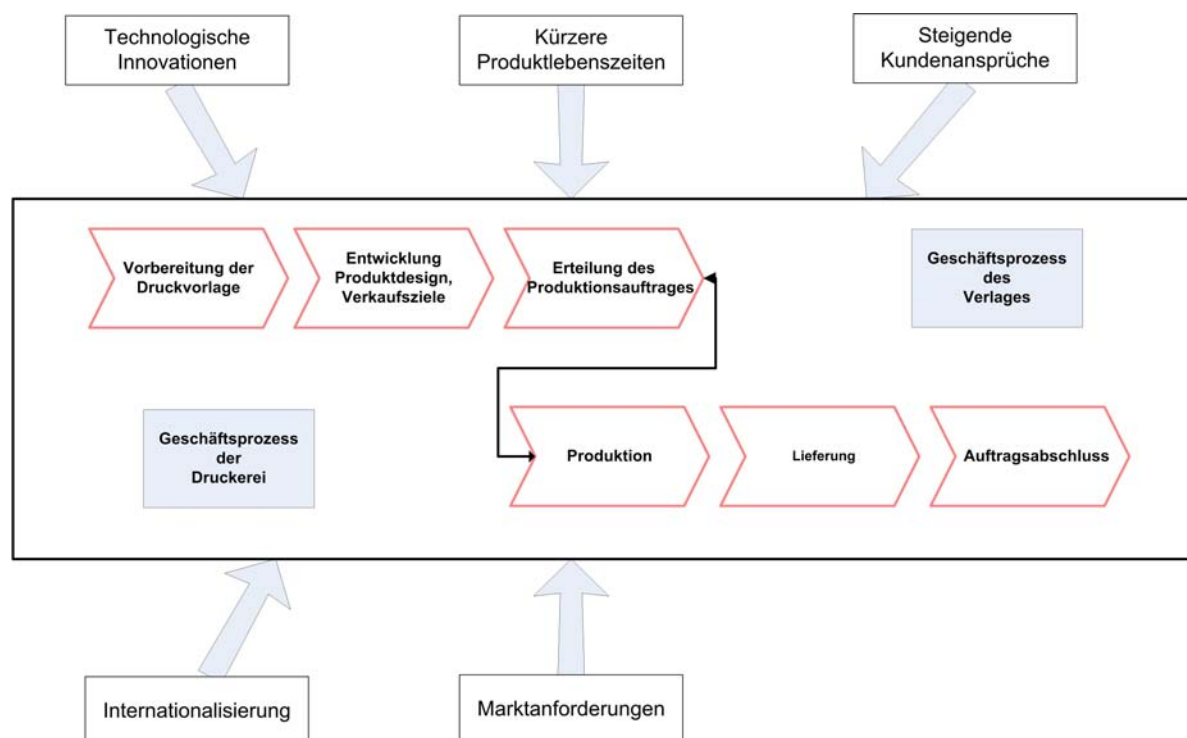 Technologische
Innovationen
Kürzere
Produktlebenszeiten
Steigende
Kundenansprüche
Vorbereitung der
Druckvorlage
Entwicklung
Produktdesign,
Verkaufsziele
Erteilung des
Produktionsauftrages
Geschäftsprozess
des
Verlages
Geschäftsprozess
der
Druckerei
Produktion
Lieferung
Auftragsabschluss
Internationalisierung
Marktanforderungen